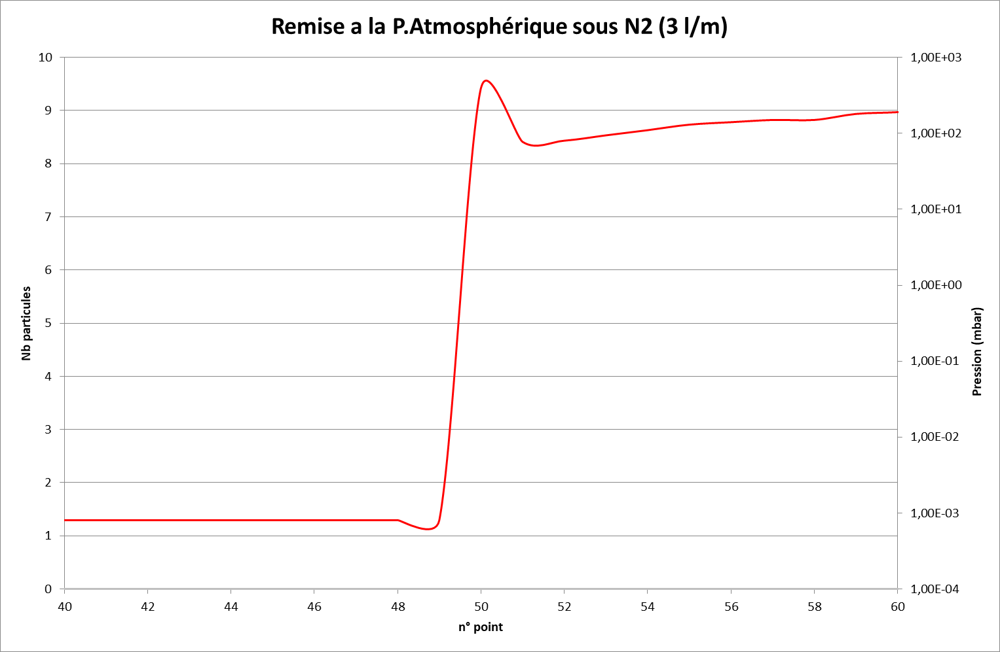 Remise a la P.Atmosphérique sous N2 (3 l/m)
10
9
8
7
6
5
4
3
2
1
0
Nb particules
40 42 44 46 48 50 52 54 56 58 60
n° point
1,00E+03
1,00E+02
1,00E+01
1,00E+00
1,00E-01
1,00E-02
1,00E-03
1,00E-04
Pression (mbar)